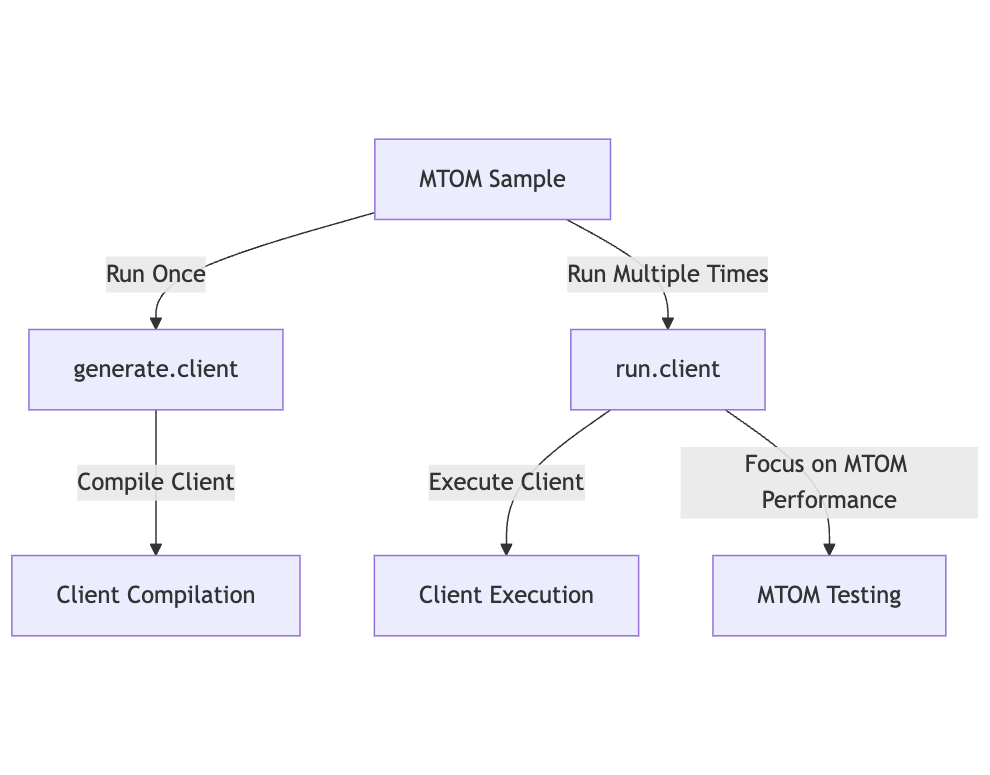 MTOM Sample
Run Once
Run Multiple Times
generate.client
run.client
Compile Client
Execute Client
Focus on MTOM
Performance
Client Compilation
Client Execution
MTOM Testing